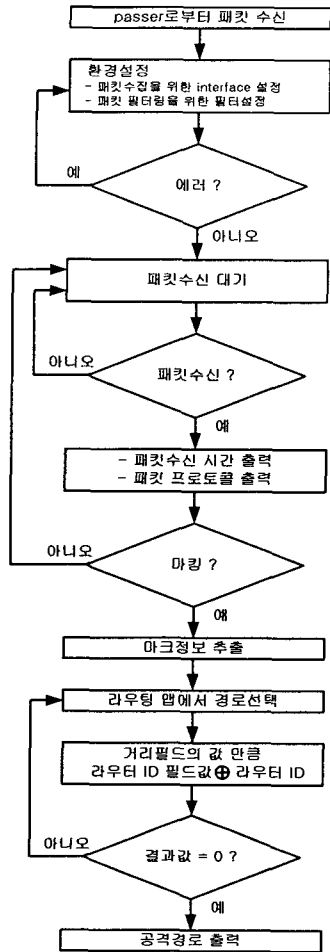 passer로부터 패킷 수신
환경설정
- 패킷수집을 위한 interface 설정
- 패킷 필터링을 위한 필터설정
예
에러 ?
아니오
패킷수신 대기
아니오
패킷수신 ?
예
- 패킷수신 시간 출력
- 패킷 프로토콜 출력
아니오
마킹 ?
예
마크정보 추출
라우팅 맵에서 경로선택
거리필드의 값 만큼
라우터 ID 필드값⊕ 라우터 ID
아니오
결과값 = 0 ?
예
공격경로 출력